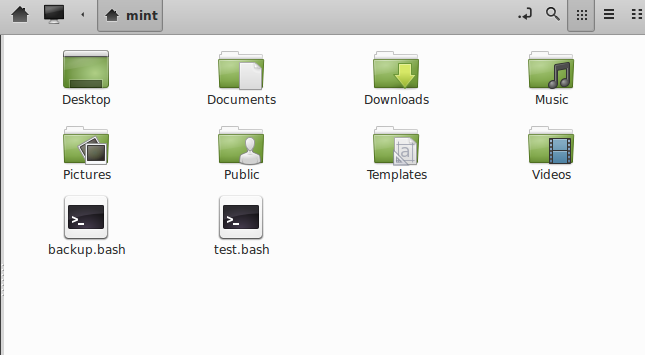 mint
Desktop Documents Downloads Music
Pictures Public Templates Videos
>_ >_
backup.bash test.bash